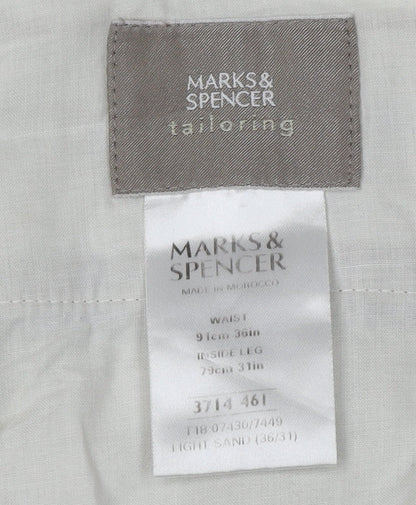 MARKS&
SPENCER
tailoring
MARKS&
SPENCER
MADE IN MOROCCO
WAIST
91cm 36in
INSIDE LEG
79cm 31in
3714 461
T18-07430/7449
LIGHT SAND (36/31)